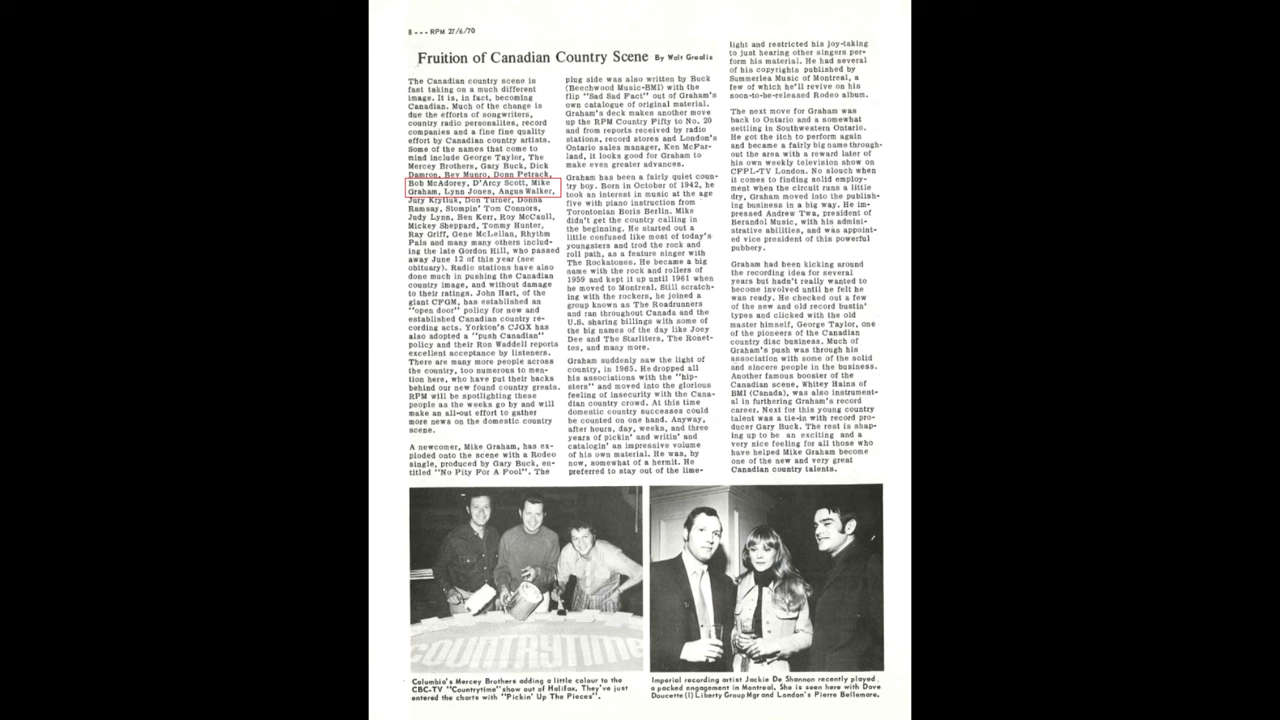 8 --- RPM 27/6/70
Fruition of Canadian Country Scene By Walt Grealis
The Canadian country scene is
fast taking on a much different
image. It is, in fact, becoming
Canadian. Much of the change is
due the efforts of songwriters,
country radio personalites, record
companies and a fine fine quality
effort by Canadian country artists.
Some of the names that come to
mind include George Taylor, The
Mercey Brothers, Gary Buck, Dick
Damron, Bev Munro, Donn Petrack,
Bob McAdorey, D'Arcy Scott, Mike
Graham, Lynn Jones, Angus Walker,
Jury Krytiuk, Don Turner, Donna
Ramsay, Stompin' Tom Connors,
Judy Lynn, Ben Kerr, Roy McCaull,
Mickey Sheppard, Tommy Hunter,
Ray Griff, Gene McLellan, Rhythm
Pals and many many others includ-
ing the late Gordon Hill, who passed
away June 12 of this year (see
obituary). Radio stations have also
done much in pushing the Canadian
country image, and without damage
to their ratings. John Hart, of the
giant CFGM, has established an
"open door" policy for new and
established Canadian country re-
cording acts. Yorkton's CJGX has
also adopted a "push Canadian"
policy and their Ron Waddell reports
excellent acceptance by listeners.
There are many more people across
the country, too numerous to men-
tion here, who have put their backs
behind our new found country greats.
RPM will be spotlighting these
people as the weeks go by and will
make an all-out effort to gather
more news on the domestic country
scene.
A newcomer, Mike Graham, has ex-
ploded onto the scene with a Rodeo
single, produced by Gary Buck, en-
titled "No Pity For A Fool". The
plug side was also written by Buck
(Beechwood Music-BMI) with the
flip "Sad Sad Fact" out of Graham's
own catalogue of original material.
Graham's deck makes another move
up the RPM Country Fifty to No. 20
and from reports received by radio
stations, record stores and London's
Ontario sales manager, Ken McFar-
land, it looks good for Graham to
make even greater advances.
Graham has been a fairly quiet coun-
try boy. Born in October of 1942, he
took an interest in music at the age
five with piano instruction from
Torontonian Boris Berlin. Mike
didn't get the country calling in
the beginning. He started out a
little confused like most of today's
youngsters and trod the rock and
roll path, as a feature singer with
The Rockatones. He became a big
name with the rock and rollers of
1959 and kept it up until 1961 when
he moved to Montreal. Still scratch-
ing with the rockers, he joined a
group known as The Roadrunners
and ran throughout Canada and the
U.S. sharing billings with some of
the big names of the day like Joey
Dee and The Starliters, The Ronet-
tes, and many more.
Graham suddenly saw the light of
country, in 1965. He dropped all
his associations with the "hip-
sters" and moved into the glorious
feeling of insecurity with the Cana-
dian country crowd. At this time
domestic country successes could
be counted on one hand. Anyway,
after hours, day, weeks, and three
years of pickin' and writin' and
catalogin' an impressive volume
of his own material. He was, by
now, somewhat of a hermit. He
preferred to stay out of the lime-
light and restricted his joy-taking
to just hearing other singers per-
form his material. He had several
of his copyrights published by
Summerlea Music of Montreal, a
few of which he'll revive on his
soon-to-be-released Rodeo album.
The next move for Graham was
back to Ontario and a somewhat
settling in Southwestern Ontario.
He got the itch to perform again
and became a fairly big name through-
out the area with a reward later of
his own weekly television show on
CFPL-TV London. No slouch when
it comes to finding solid employ-
ment when the circuit runs a little
dry, Graham moved into the publish-
ing business in a big way. He im-
pressed Andrew Twa, president of
Berandol Music, with his admini-
strative abilities, and was appoint-
ed vice president of this powerful
pubbery.
Graham had been kicking around
the recording idea for several
years but hadn't really wanted to
become involved until he felt he
was ready. He checked out a few
of the new and old record bustin'
types and clicked with the old
master himself, George Taylor, one
of the pioneers of the Canadian
country disc business. Much of
Graham's push was through his
association with some of the solid
and sincere people in the business.
Another famous booster of the
Canadian scene, Whitey Hains of
BMI (Canada), was also instrument-
al in furthering Graham's record
career. Next for this young country
talent was a tie-in with record pro-
ducer Gary Buck. The rest is shap-
ing up to be an exciting and a
very nice feeling for all those who
have helped Mike Graham become
one of the new and very great
Canadian country talents.
COUNTRYTIME
Columbia's Mercey Brothers adding a little colour to the
CBC-TV "Countrytime" show out of Halifax. They've just
entered the charts with "Pickin' Up The Pieces".
Imperial recording artist Jackie De Shannon recently played
a packed engagement in Montreal. She is seen here with Dave
Doucette (l) Liberty Group Mgr and London's Pierre Bellemare.